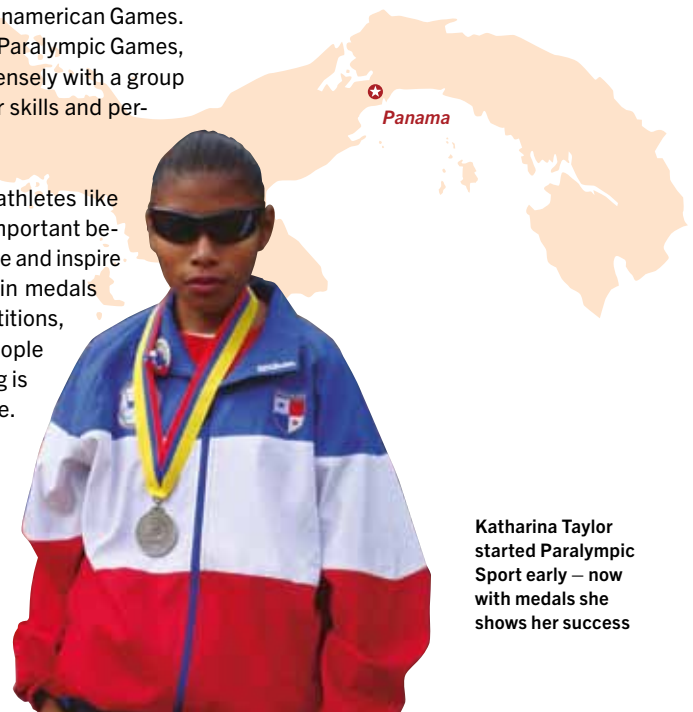 namerican Games.
Paralympic Games,
ensely with a group
r skills and per-
Panama
athletes like
mportant be-
e and inspire
in medals
titions,
ople
g is
e.
Katharina Taylor
started Paralympic
Sport early – now
with medals she
shows her success